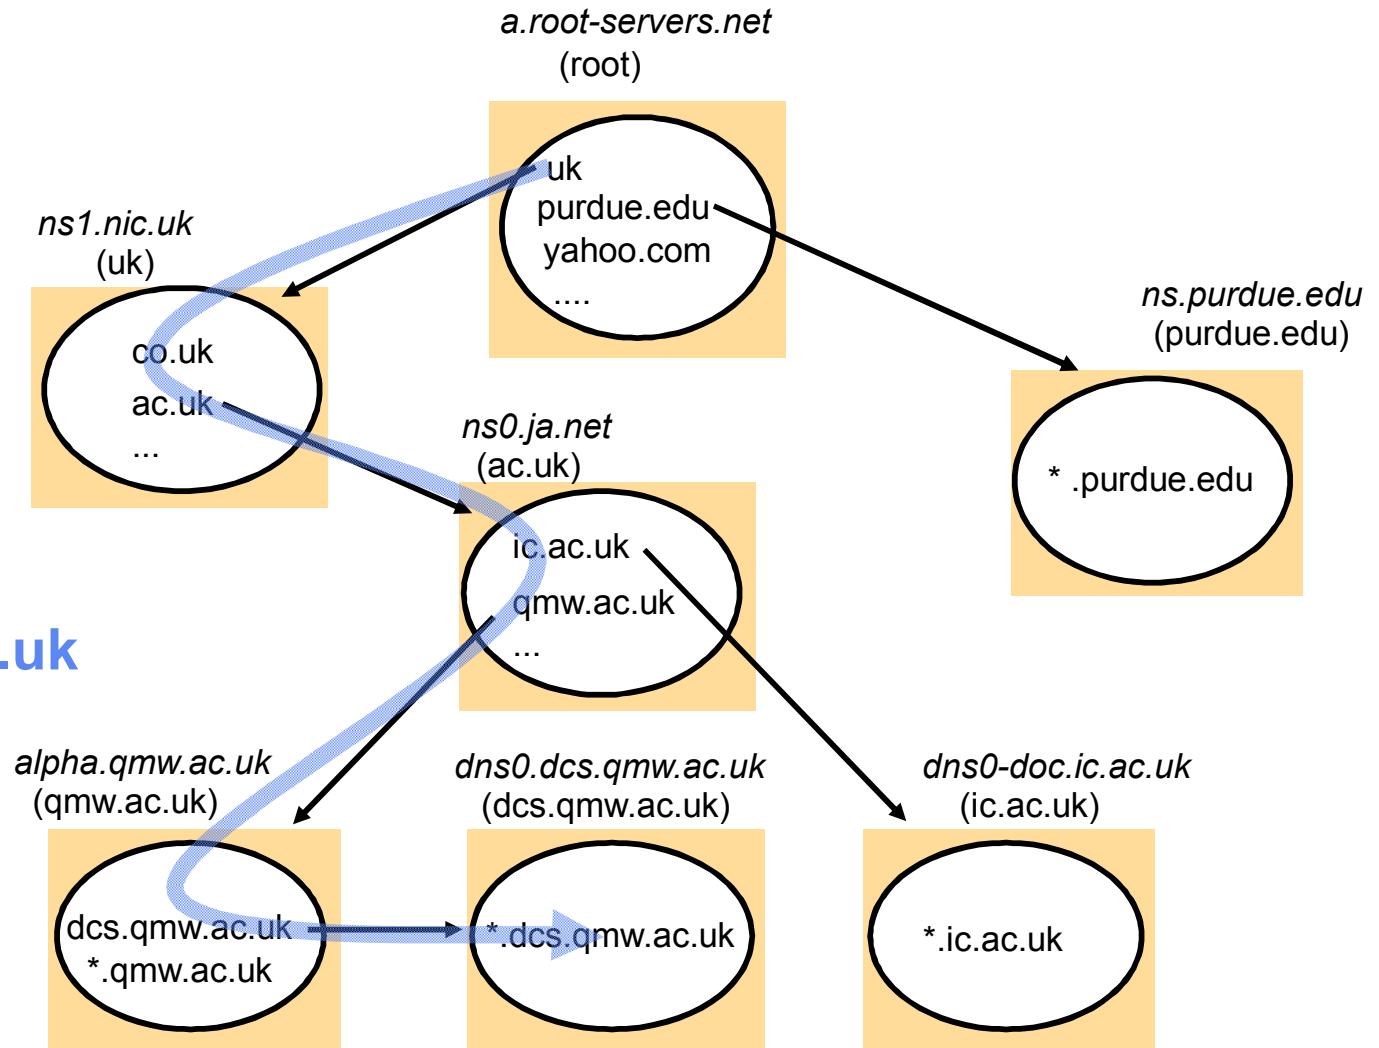 a.root-servers.net
(root)
uk
purdue.edu
yahoo.com
....
ns1.nic.uk
(uk)
co.uk
ac.uk
...
ns.purdue.edu
(purdue.edu)
* .purdue.edu
ns0.ja.net
(ac.uk)
ic.ac.uk
qmw.ac.uk
...
.uk
alpha.qmw.ac.uk
(qmw.ac.uk)
dcs.qmw.ac.uk
*.qmw.ac.uk
dns0.dcs.qmw.ac.uk
(dcs.qmw.ac.uk)
*.dcs.qmw.ac.uk
dns0-doc.ic.ac.uk
(ic.ac.uk)
*.ic.ac.uk